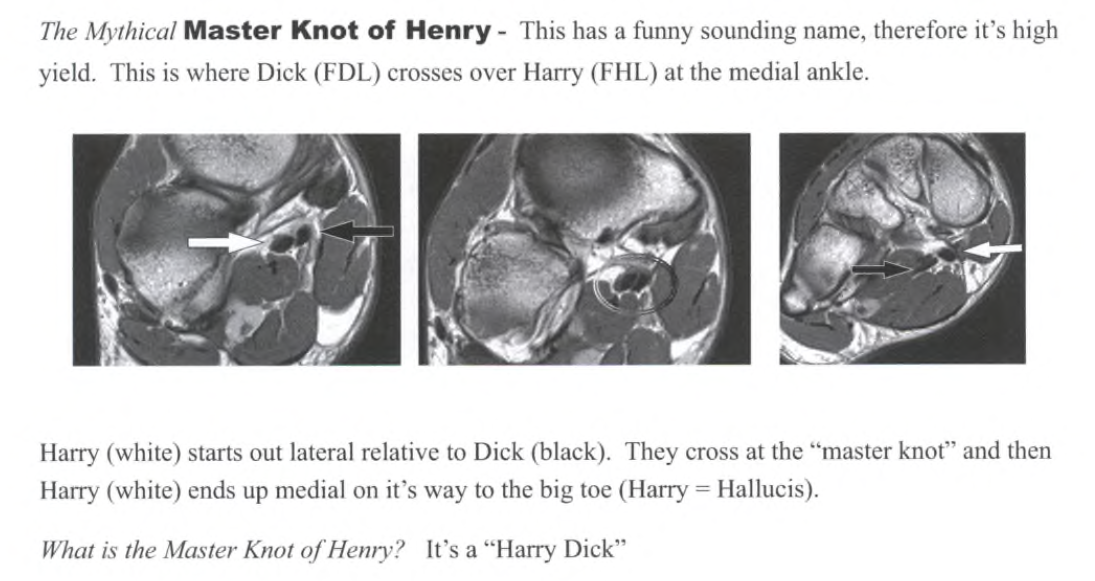 The Mythical Master Knot of Henry - This has a funny sounding name, therefore it's high
yield. This is where Dick (FDL) crosses over Harry (FHL) at the medial ankle.
Harry (white) starts out lateral relative to Dick (black). They cross at the “master knot” and then
Harry (white) ends up medial on it's way to the big toe (Harry = Hallucis).
What is the Master Knot of Henry? It's a “Harry Dick”